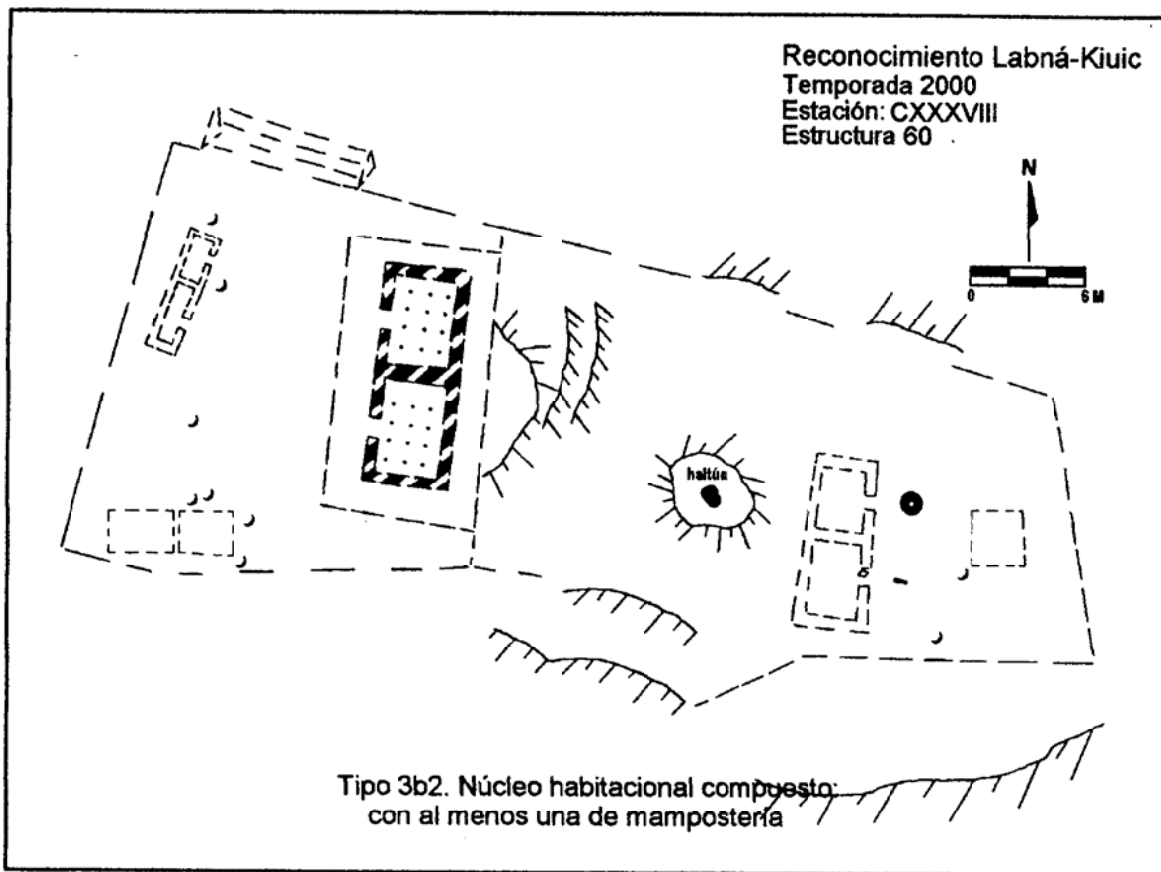 Reconocimiento Labná-Kiuic
Temporada 2000
Estación: CXXXVIII
Estructura 60
N
0 6 M
haltún
Tipo 3b2. Núcleo habitacional compuesto:
con al menos una de mampostería